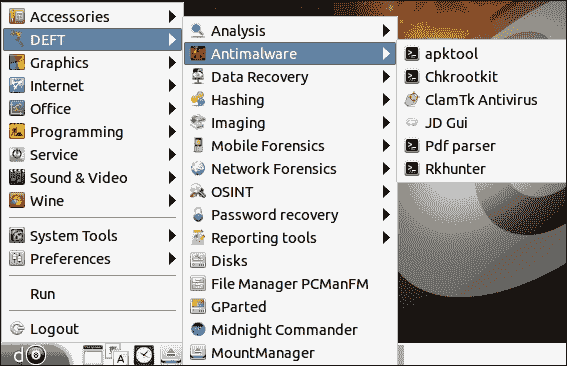 Accessories
DEFT
Graphics
Internet
Office
Programming
Service
Sound & Video
Wine
System Tools
Preferences
Run
Logout
Analysis
Antimalware
Data Recovery
Hashing
Imaging
Mobile Forensics
Network Forensics
OSINT
Password recovery
Reporting tools
Disks
File Manager PCManFM
GParted
Midnight Commander
MountManager
apktool
Chkrootkit
ClamTk Antivirus
JD Gui
Pdf parser
Rkhunter
d8
A